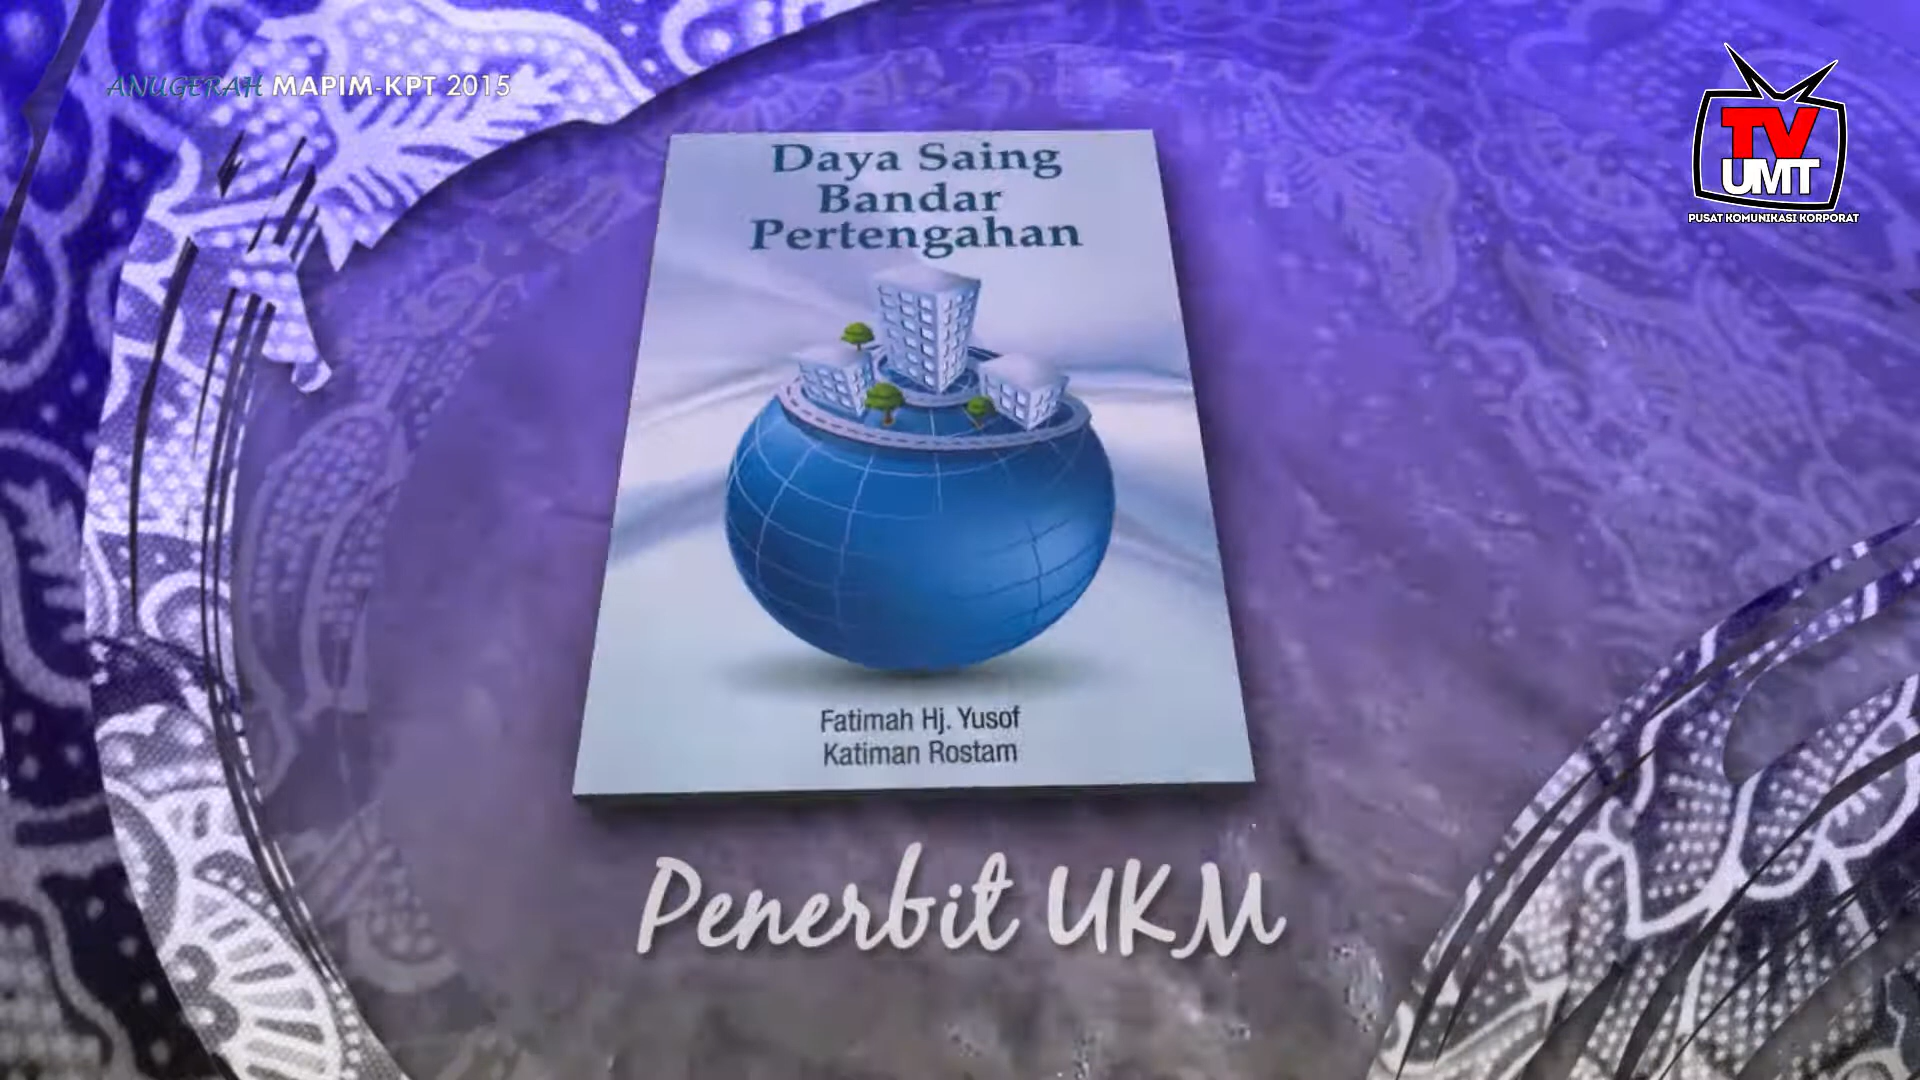 ANUGERAH MAPIM-KPT 2015
TV
UMT
PUSAT KOMUNIKASI KORPORAT
Daya Saing
Bandar
Pertengahan
Fatimah Hj. Yusof
Katiman Rostam
Penerbit UKM